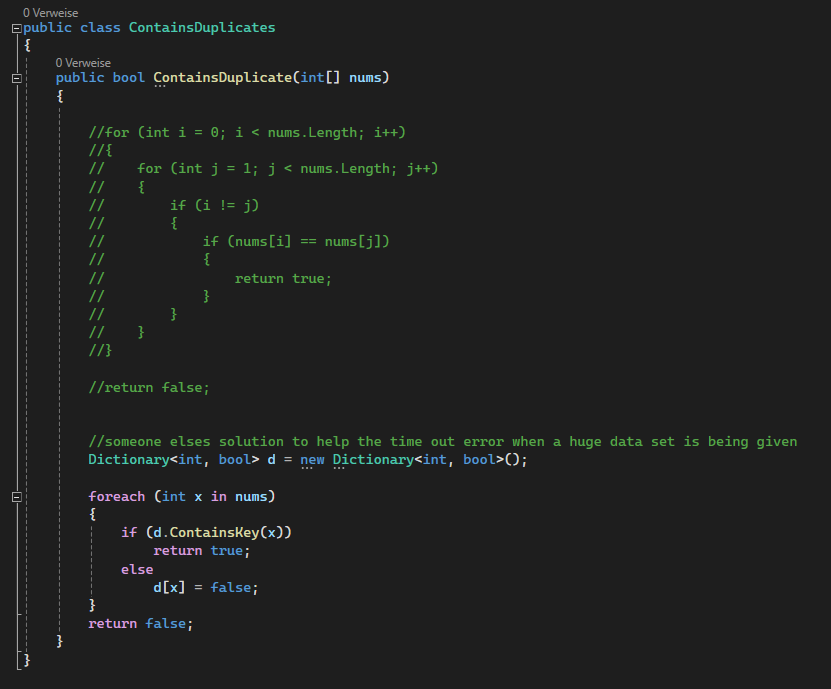 0 Verweise
public class ContainsDuplicates
{
0 Verweise
public bool ContainsDuplicate(int[] nums)
{
//for (int i = 0; i < nums.Length; i++)
//{
//    for (int j = 1; j < nums.Length; j++)
//    {
//        if (i != j)
//        {
//            if (nums[i] == nums[j])
//            {
//                return true;
//            }
//        }
//    }
//}
//return false;
//someone elses solution to help the time out error when a huge data set is being given
Dictionary<int, bool> d = new Dictionary<int, bool>();
foreach (int x in nums)
{
if (d.ContainsKey(x))
return true;
else
d[x] = false;
}
return false;
}
}